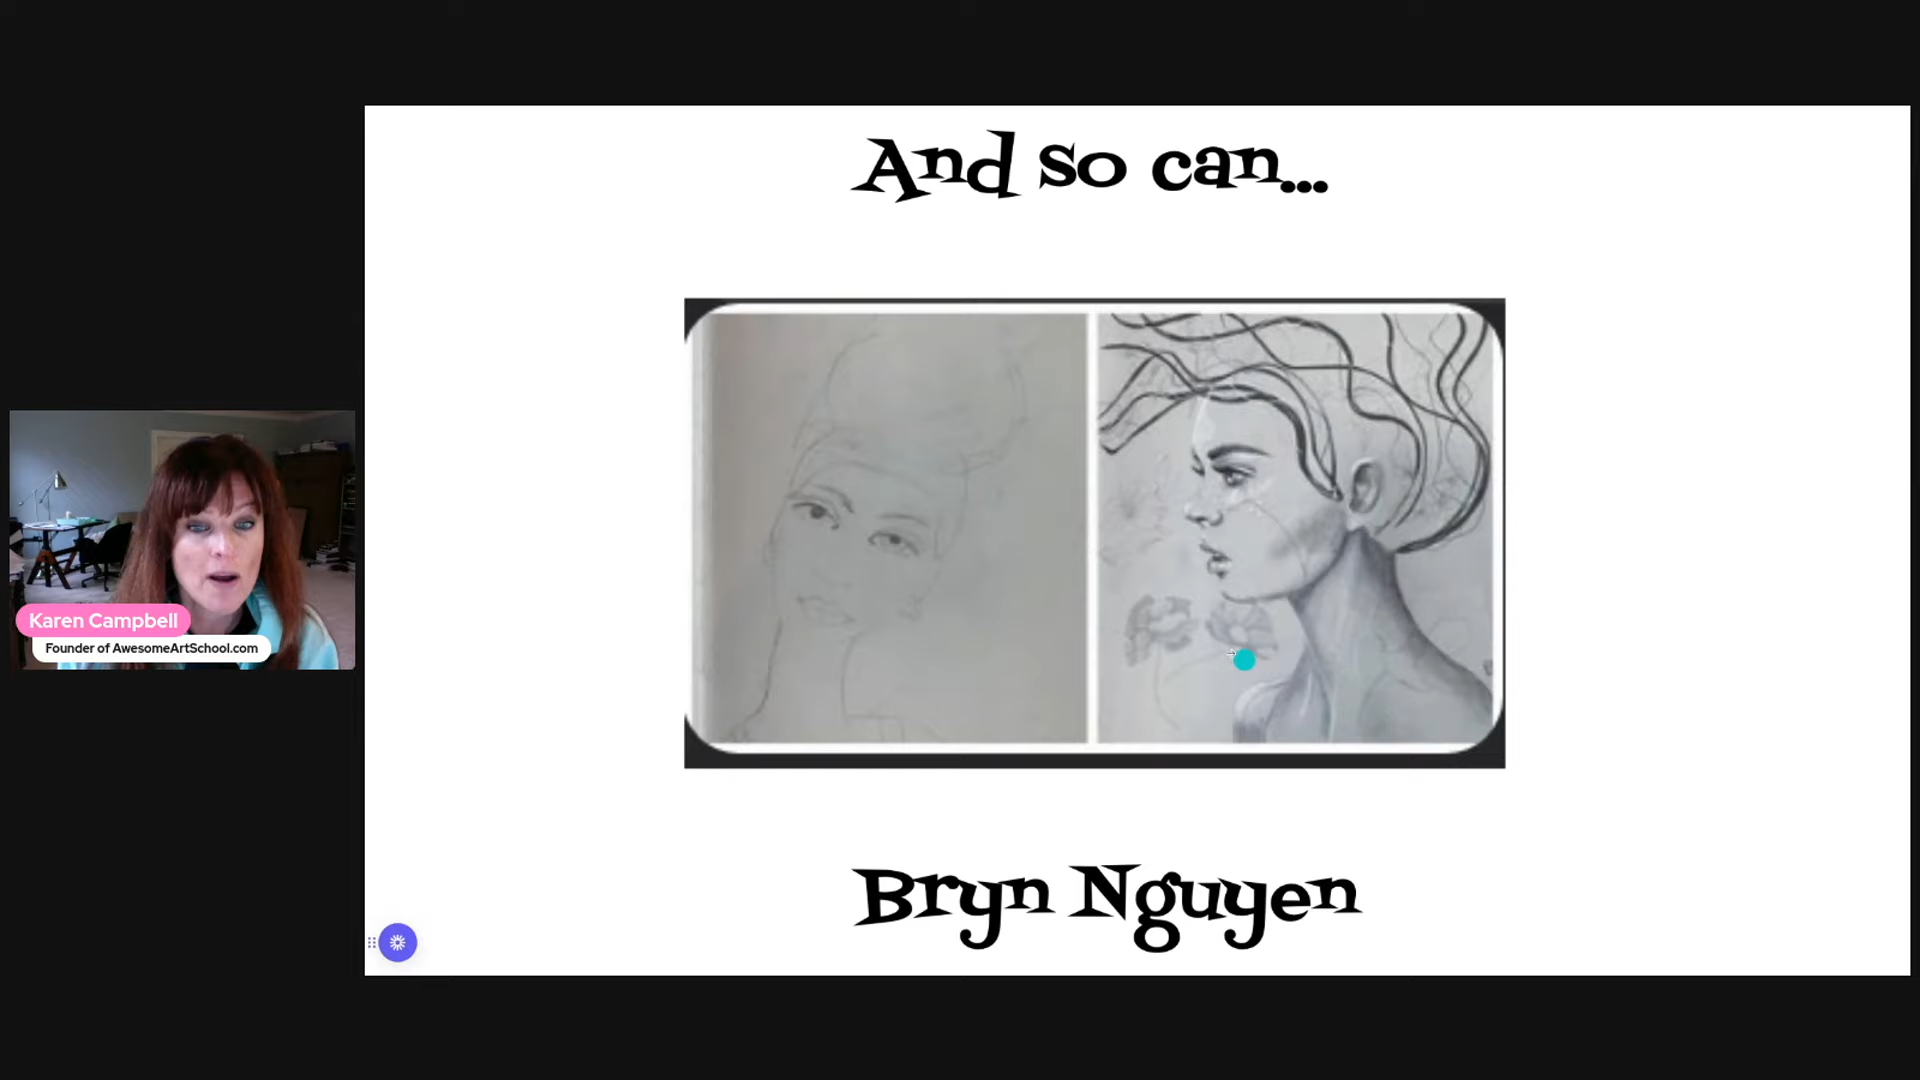 And so can...
Karen Campbell
Founder of AwesomeArtSchool.com
Bryn Nguyen